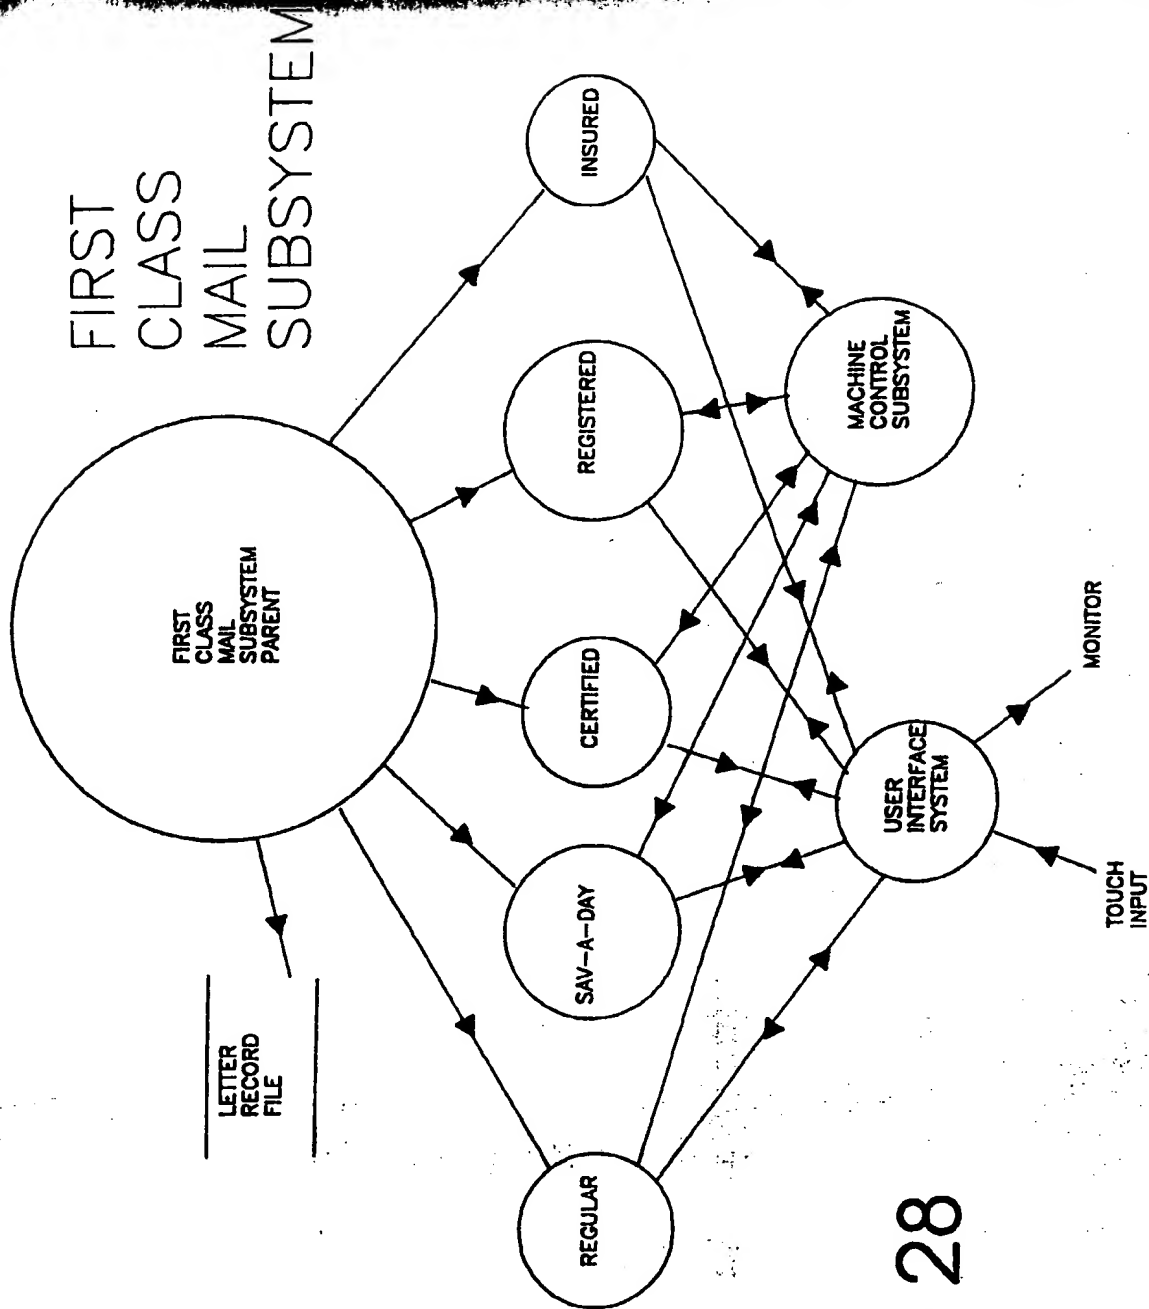 FIRST
CLASS
MAIL
SUBSYSTEM
FIRST
CLASS
MAIL
SUBSYSTEM
PARENT
LETTER
RECORD
FILE
REGULAR
SAV-A-DAY
CERTIFIED
REGISTERED
INSURED
USER
INTERFACE
SYSTEM
MACHINE
CONTROL
SUBSYSTEM
TOUCH
INPUT
MONITOR
28